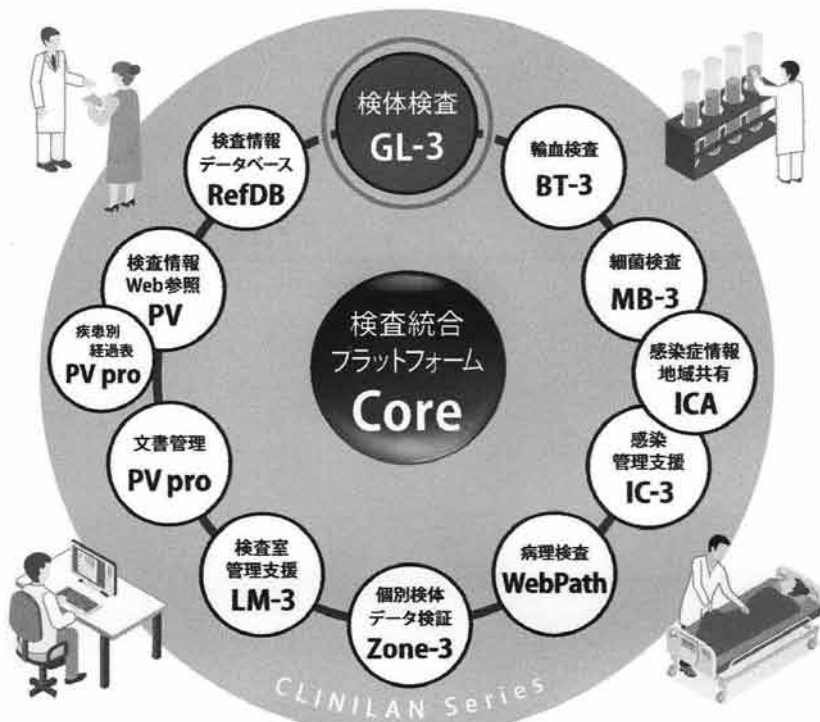 検体検査
GL-3
輸血検査
BT-3
細菌検査
MB-3
感染症情報
地域共有
ICA
感染
管理支援
IC-3
病理検査
WebPath
個別検体
データ検証
Zone-3
検査室
管理支援
LM-3
文書管理
PV pro
疾患別
経過表
PV pro
検査情報
Web参照
PV
検査情報
データベース
RefDB
検査統合
プラットフォーム
Core
CLINILAN Series